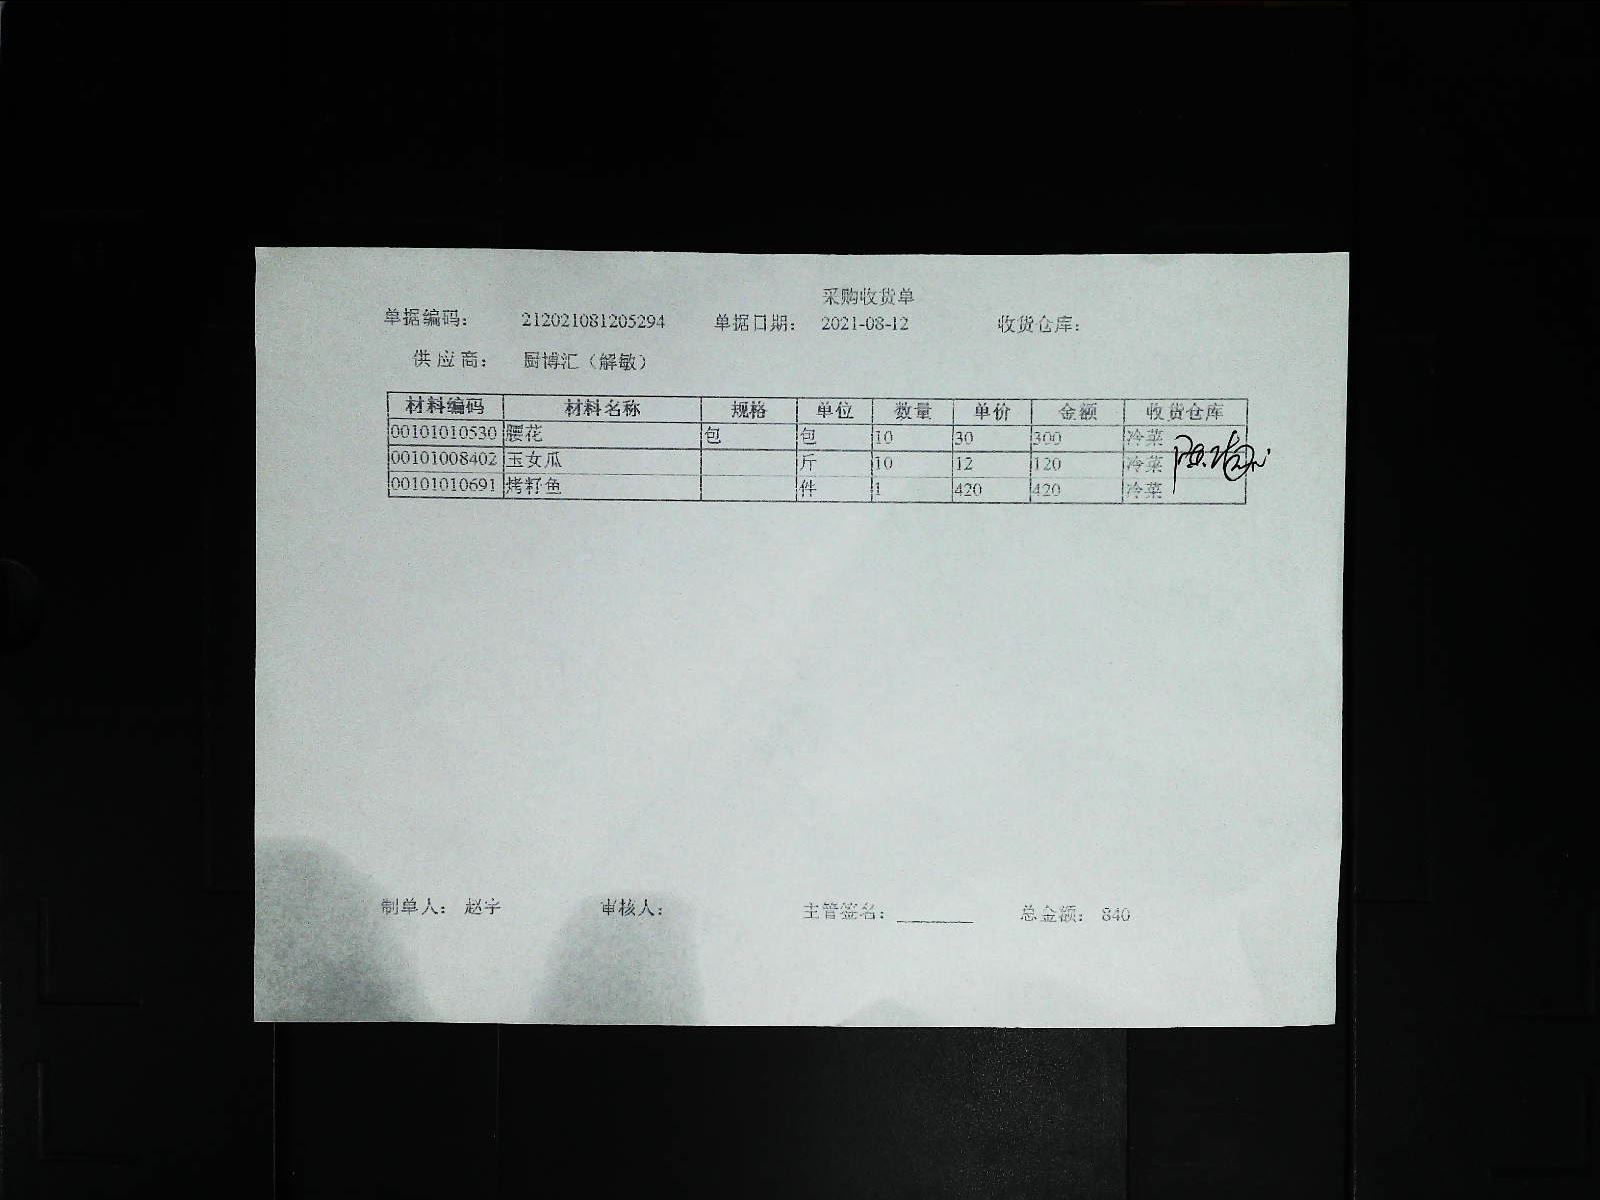 采购收货单
单据编码: 212021081205294 单据日期: 2021-08-12 收货仓库:
供应商: 厨博汇（解敏）
材料编码 材料名称 规格 单位 数量 单价 金额 收货仓库
00101010530 腰花 包 包 10 30 300 冷菜
00101008402 玉女瓜 斤 10 12 120 冷菜
00101010691 烤籽鱼 件 1 420 420 冷菜
制单人: 赵宇 审核人: 主管签名: 总金额: 840